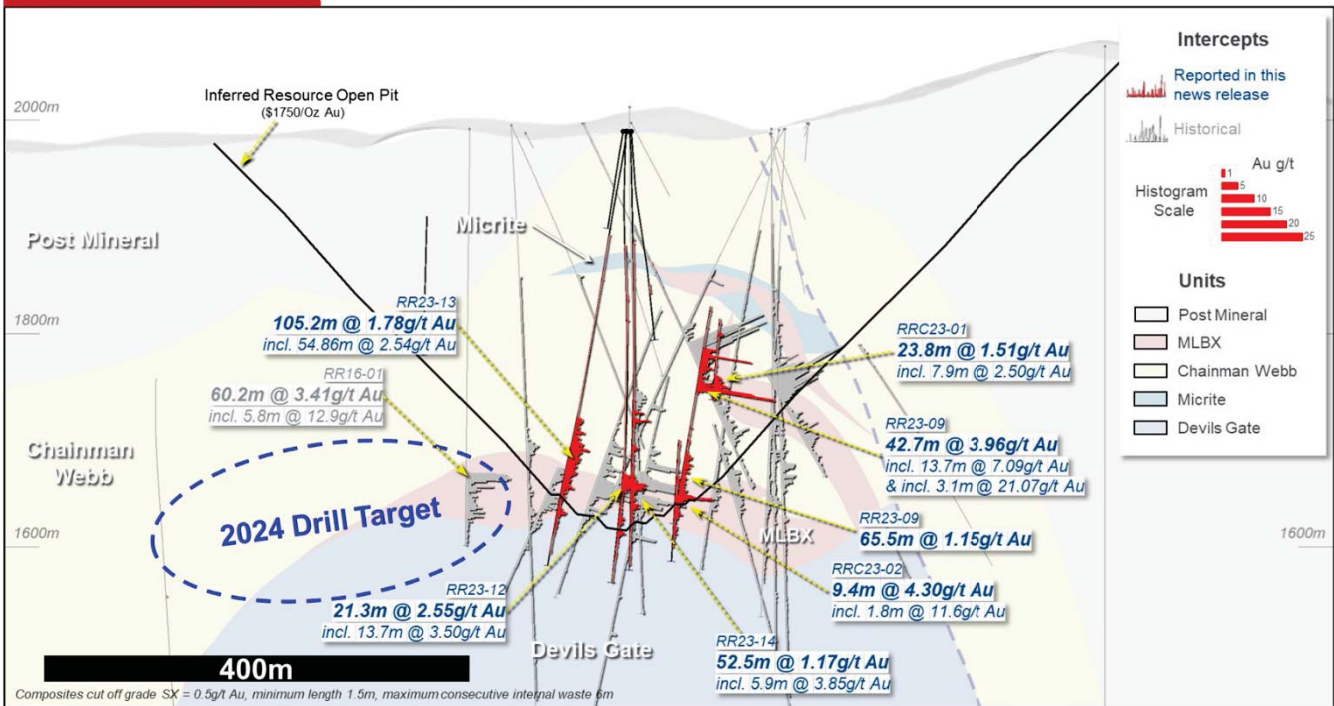 Inferred Resource Open Pit
($1750/Oz Au)
2000m
Post Mineral
Micrite
1800m
RR23-13
105.2m @ 1.78g/t Au
incl. 54.86m @ 2.54g/t Au
RR16-01
60.2m @ 3.41g/t Au
incl. 5.8m @ 12.9g/t Au
Chainman
Webb
2024 Drill Target
1600m
RR23-12
21.3m @ 2.55g/t Au
incl. 13.7m @ 3.50g/t Au
Devils Gate
400m
Composites cut off grade SX = 0.5g/t Au, minimum length 1.5m, maximum consecutive internal waste 6m
RRC23-01
23.8m @ 1.51g/t Au
incl. 7.9m @ 2.50g/t Au
RR23-09
42.7m @ 3.96g/t Au
incl. 13.7m @ 7.09g/t Au
& incl. 3.1m @ 21.07g/t Au
RR23-09
65.5m @ 1.15g/t Au
MLBX
RRC23-02
9.4m @ 4.30g/t Au
incl. 1.8m @ 11.6g/t Au
RR23-14
52.5m @ 1.17g/t Au
incl. 5.9m @ 3.85g/t Au
1600m
Intercepts
Reported in this
news release
Historical
Au g/t
Histogram
Scale
1
5
10
15
20
25
Units
Post Mineral
MLBX
Chainman Webb
Micrite
Devils Gate